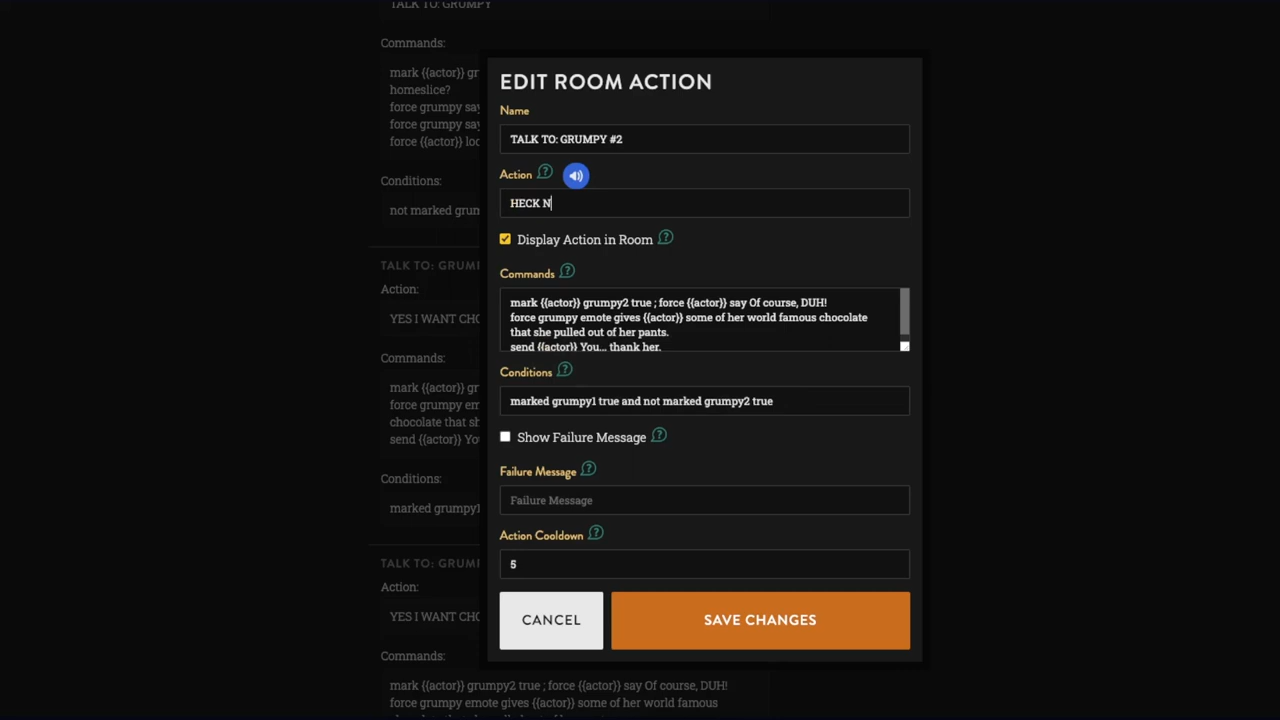 TALK TO: GRUMPY
Commands:
mark {{actor}} gr
homeslice?
force grumpy say
force grumpy say
force {{actor}} loo
Conditions:
not marked grum
TALK TO: GRUM
Action:
YES I WANT CHO
Commands:
mark {{actor}} gr
force grumpy em
chocolate that sh
send {{actor}} You
Conditions:
marked grumpy1
TALK TO: GRUM
Action:
YES I WANT CHO
Commands:
mark {{actor}} grumpy2 true ; force {{actor}} say Of course, DUH!
force grumpy emote gives {{actor}} some of her world famous
EDIT ROOM ACTION
Name
TALK TO: GRUMPY #2
Action
HECK N
Display Action in Room
Commands
mark {{actor}} grumpy2 true ; force {{actor}} say Of course, DUH!
force grumpy emote gives {{actor}} some of her world famous chocolate
that she pulled out of her pants.
send {{actor}} You... thank her.
Conditions
marked grumpy1 true and not marked grumpy2 true
Show Failure Message
Failure Message
Failure Message
Action Cooldown
5
CANCEL
SAVE CHANGES